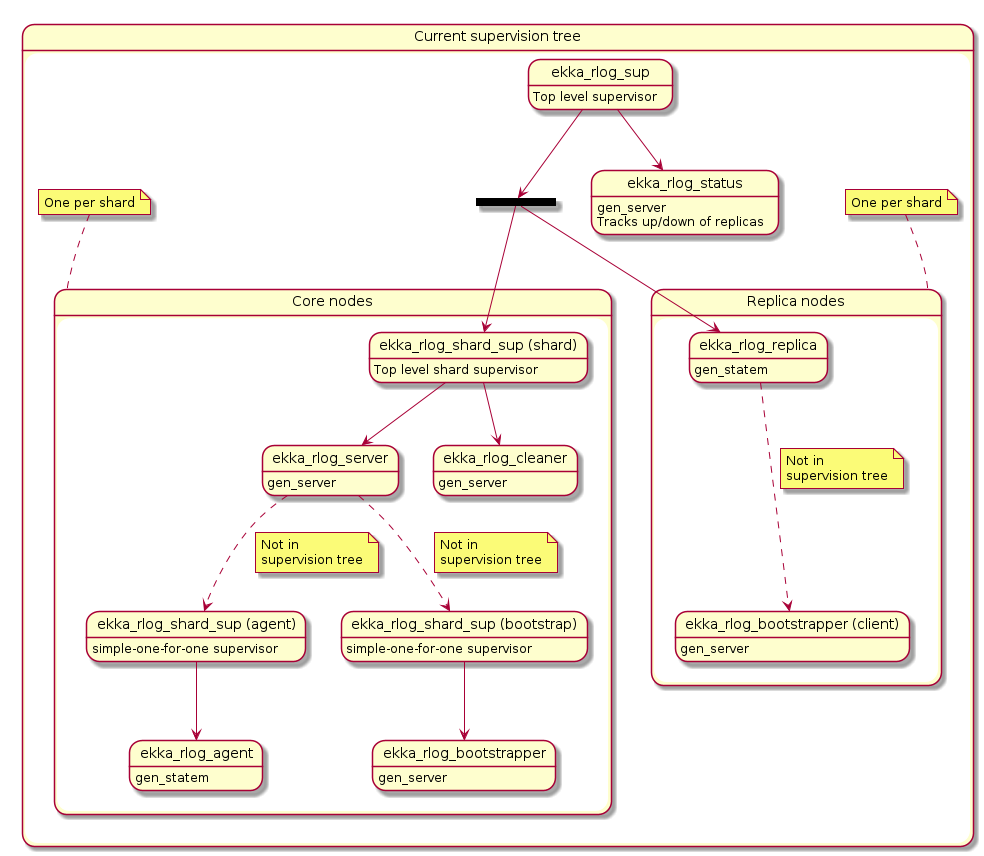 Current supervision tree
ekka_rlog_sup
Top level supervisor
ekka_rlog_status
gen_server
Tracks up/down of replicas
One per shard
One per shard
Core nodes
Replica nodes
ekka_rlog_shard_sup (shard)
Top level shard supervisor
ekka_rlog_replica
gen_statem
ekka_rlog_server
gen_server
ekka_rlog_cleaner
gen_server
Not in
supervision tree
Not in
supervision tree
Not in
supervision tree
ekka_rlog_shard_sup (agent)
simple-one-for-one supervisor
ekka_rlog_shard_sup (bootstrap)
simple-one-for-one supervisor
ekka_rlog_bootstrapper (client)
gen_server
ekka_rlog_agent
gen_statem
ekka_rlog_bootstrapper
gen_server